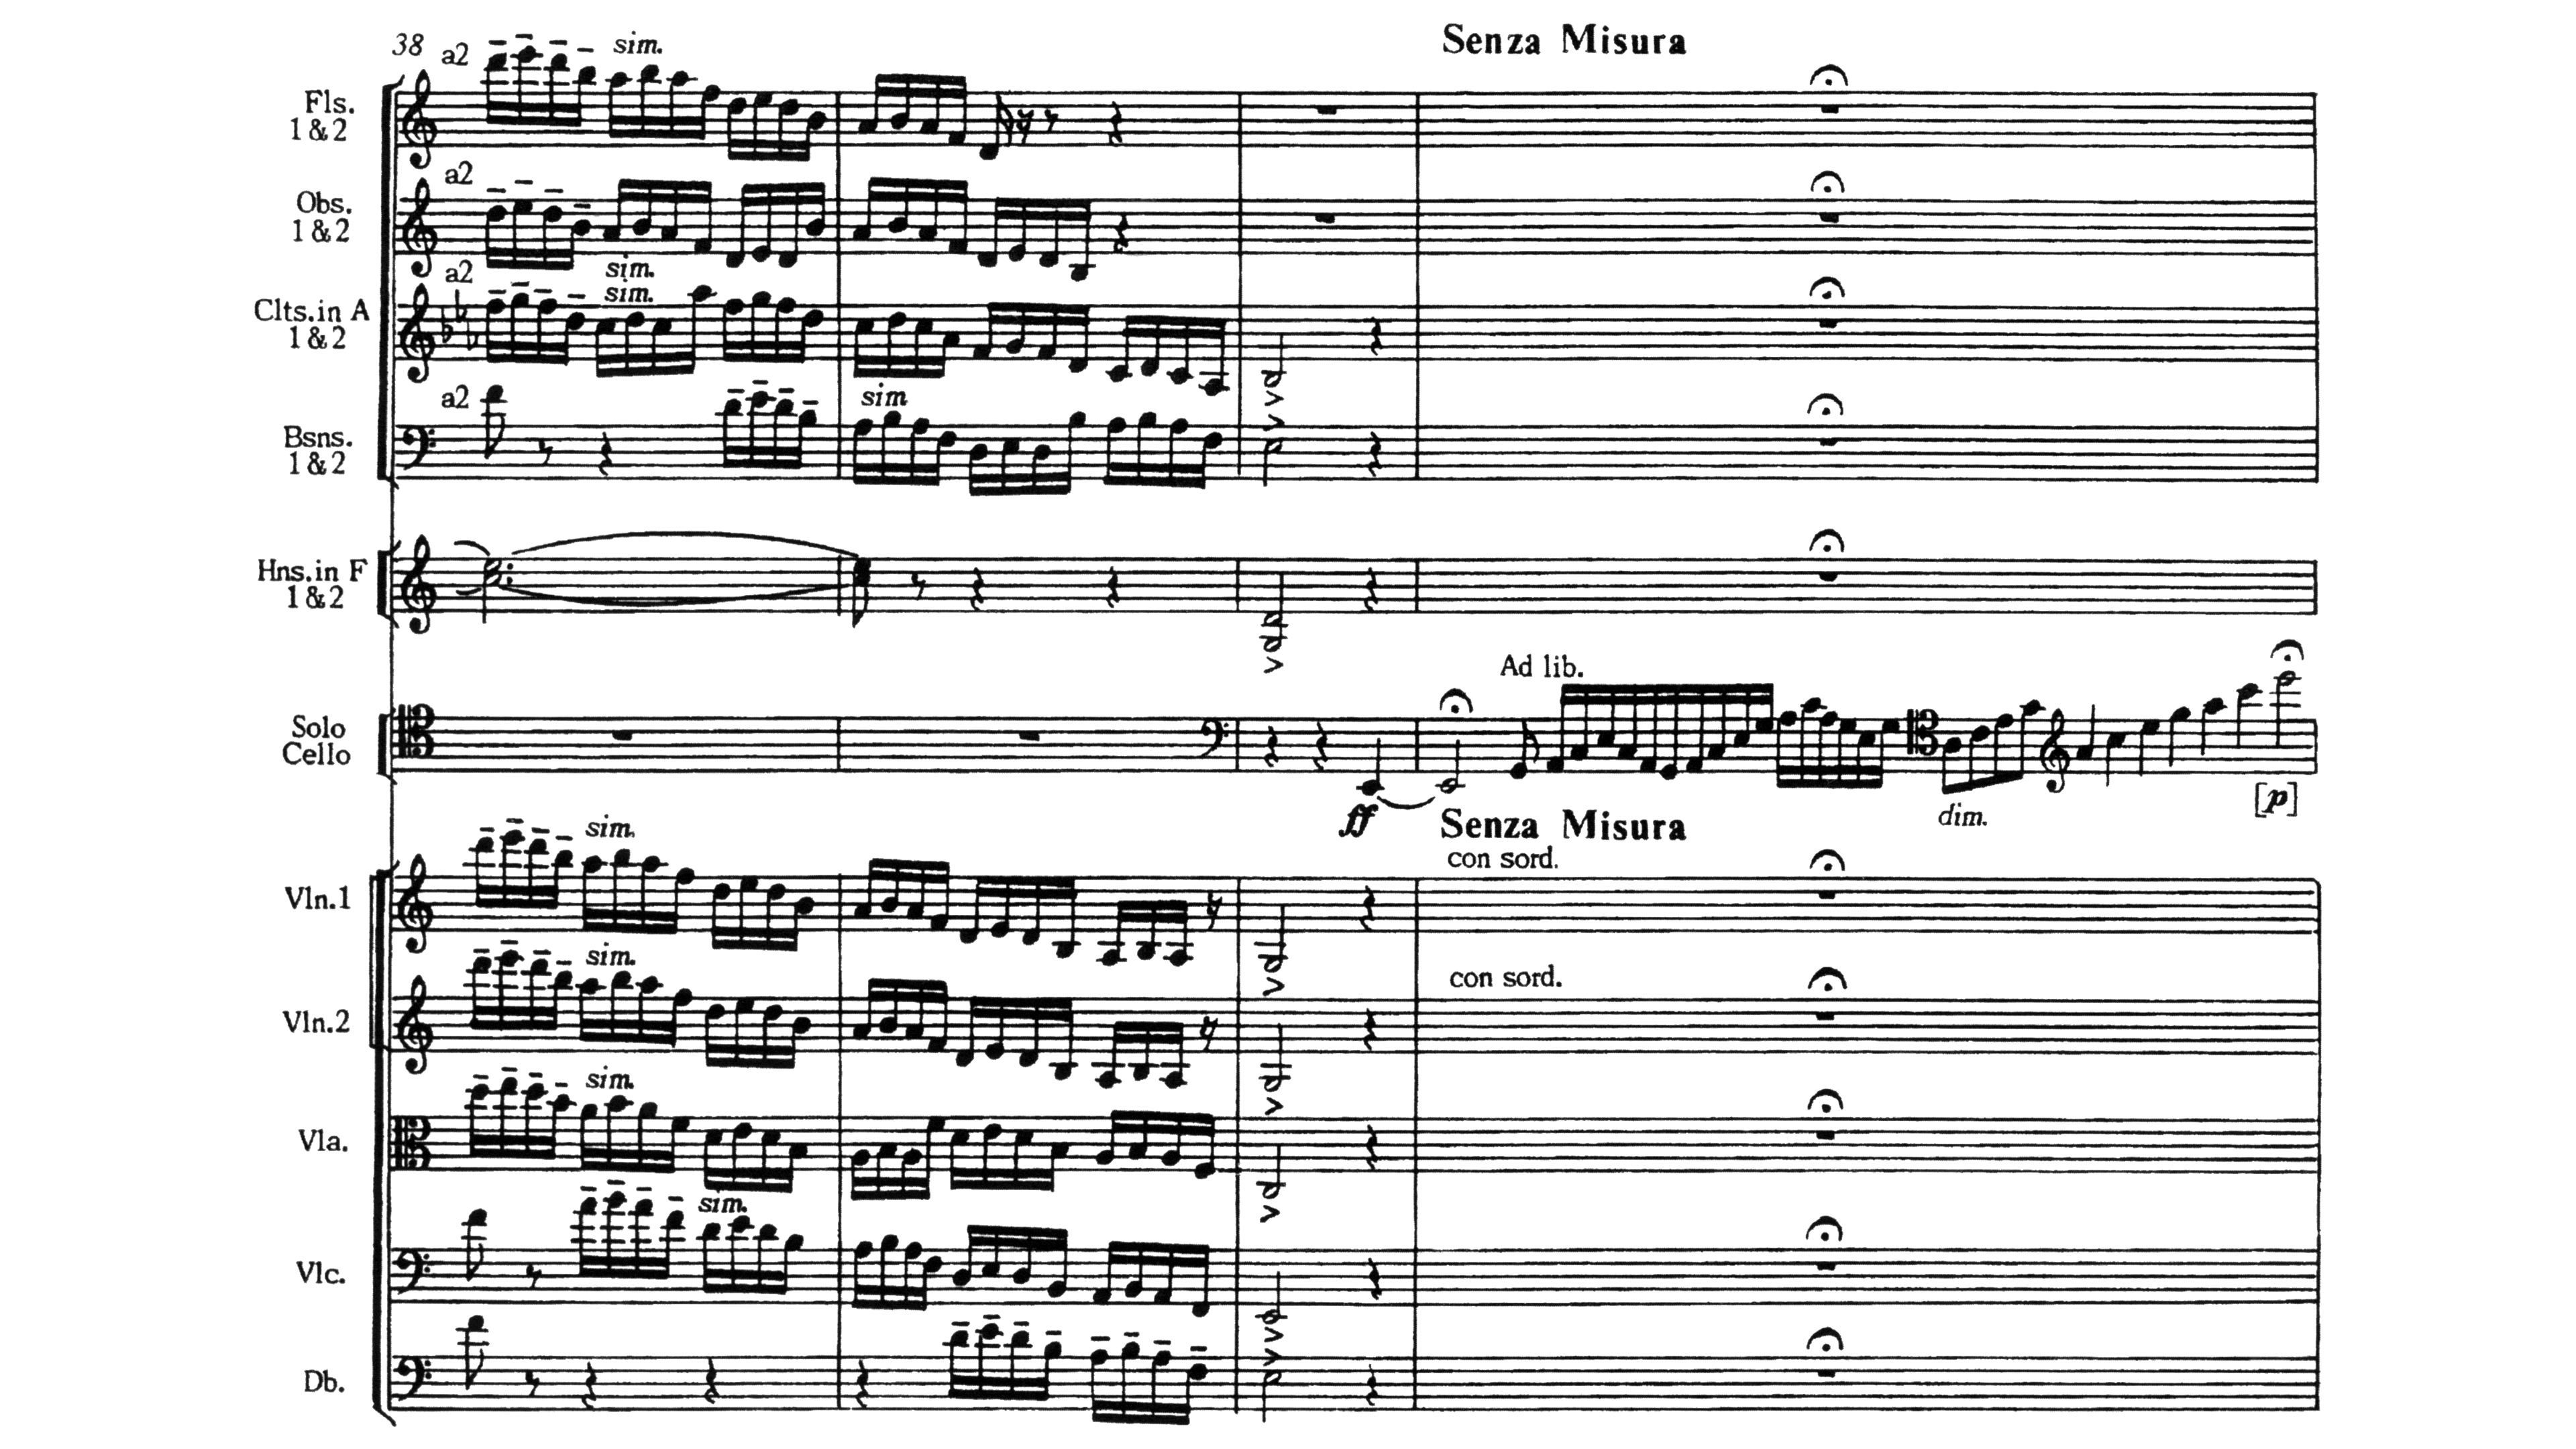 Senza Misura
38 a2 sim.
Fls.
1&2
a2
Obs.
1&2
sim.
a2 sim.
Clts.in A
1&2
a2 sim
Bsns.
1&2
Hns.in F
1&2
Ad lib.
Solo
Cello
ff dim. [p]
Senza Misura
sim. con sord.
Vln.1
sim. con sord.
Vln.2
sim.
Vla.
sim.
Vlc.
Db.